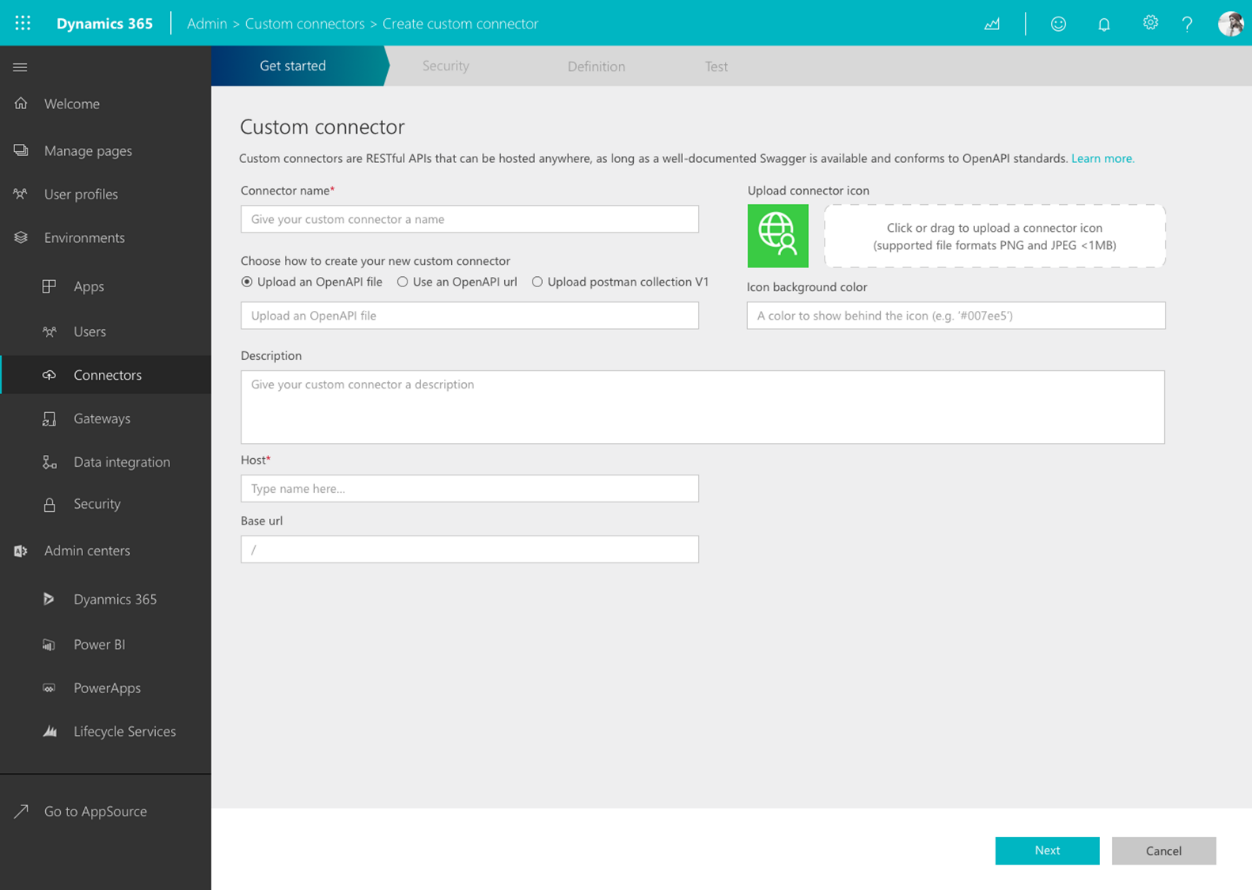 Dynamics 365
Admin > Custom connectors > Create custom connector
?
Get started
Security
Definition
Test
Welcome
Manage pages
User profiles
Environments
Apps
Users
Connectors
Gateways
Data integration
Security
Admin centers
Dyanmics 365
Power BI
PowerApps
Lifecycle Services
Go to AppSource
Custom connector
Custom connectors are RESTful APIs that can be hosted anywhere, as long as a well-documented Swagger is available and conforms to OpenAPI standards. Learn more.
Connector name*
Give your custom connector a name
Choose how to create your new custom connector
Upload an OpenAPI file
Use an OpenAPI url
Upload postman collection V1
Upload an OpenAPI file
Upload connector icon
Click or drag to upload a connector icon
(supported file formats PNG and JPEG <1MB)
Icon background color
A color to show behind the icon (e.g. '#007ee5')
Description
Give your custom connector a description
Host*
Type name here...
Base url
/
Next
Cancel